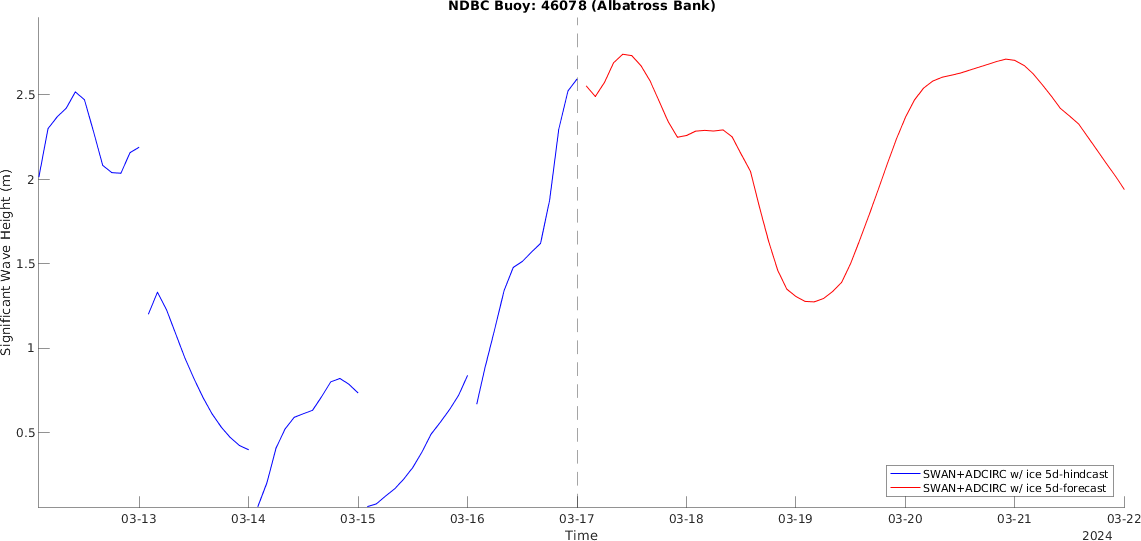 NDBC Buoy: 46078 (Albatross Bank)
Significant Wave Height (m)
2.5
2
1.5
1
0.5
SWAN+ADCIRC w/ ice 5d-hindcast
SWAN+ADCIRC w/ ice 5d-forecast
03-13 03-14 03-15 03-16 03-17 03-18 03-19 03-20 03-21 03-22
Time
2024